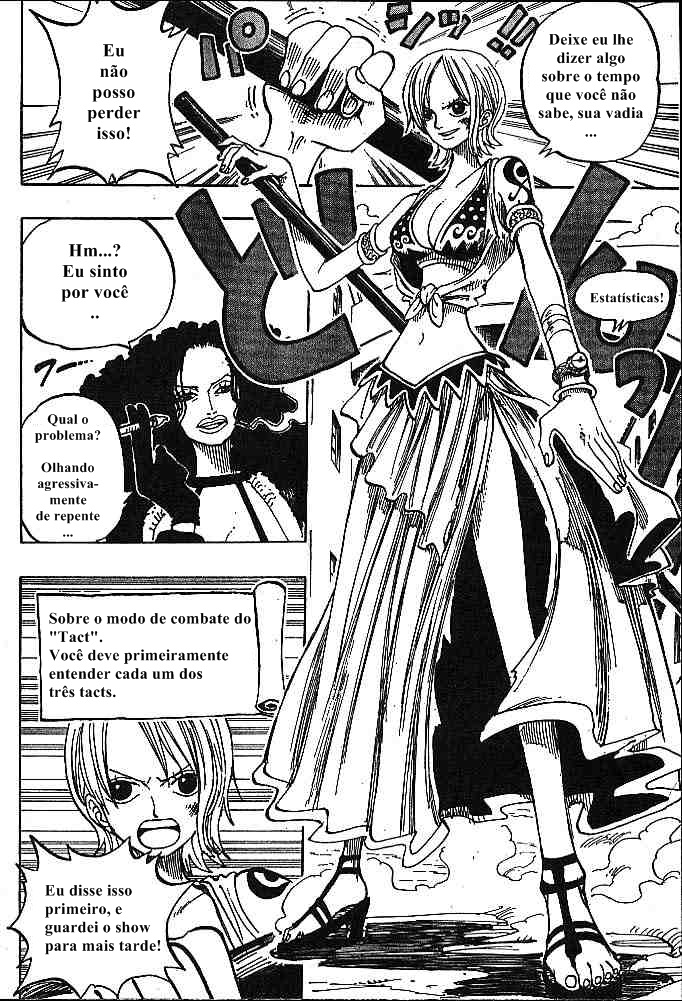 Eu
não
posso
perder
isso!
Deixe eu lhe
dizer algo
sobre o tempo
que você não
sabe, sua vadia
...
Hm...?
Eu sinto
por você
..
Estatísticas!
Qual o
problema?
Olhando
agressiva-
mente
de repente
...
Sobre o modo de combate do
"Tact".
Você deve primeiramente
entender cada um dos
três tacts.
Eu disse isso
primeiro, e
guardei o show
para mais tarde!